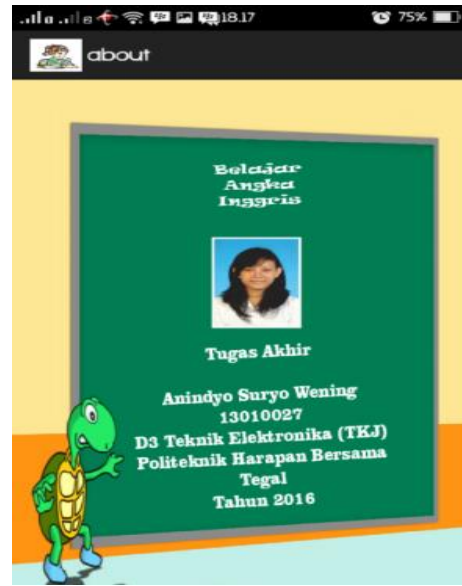 18.17
75%
about
Belajar
Angka
Inggris
Tugas Akhir
Anindyo Suryo Wening
13010027
D3 Teknik Elektronika (TKJ)
Politeknik Harapan Bersama
Tegal
Tahun 2016